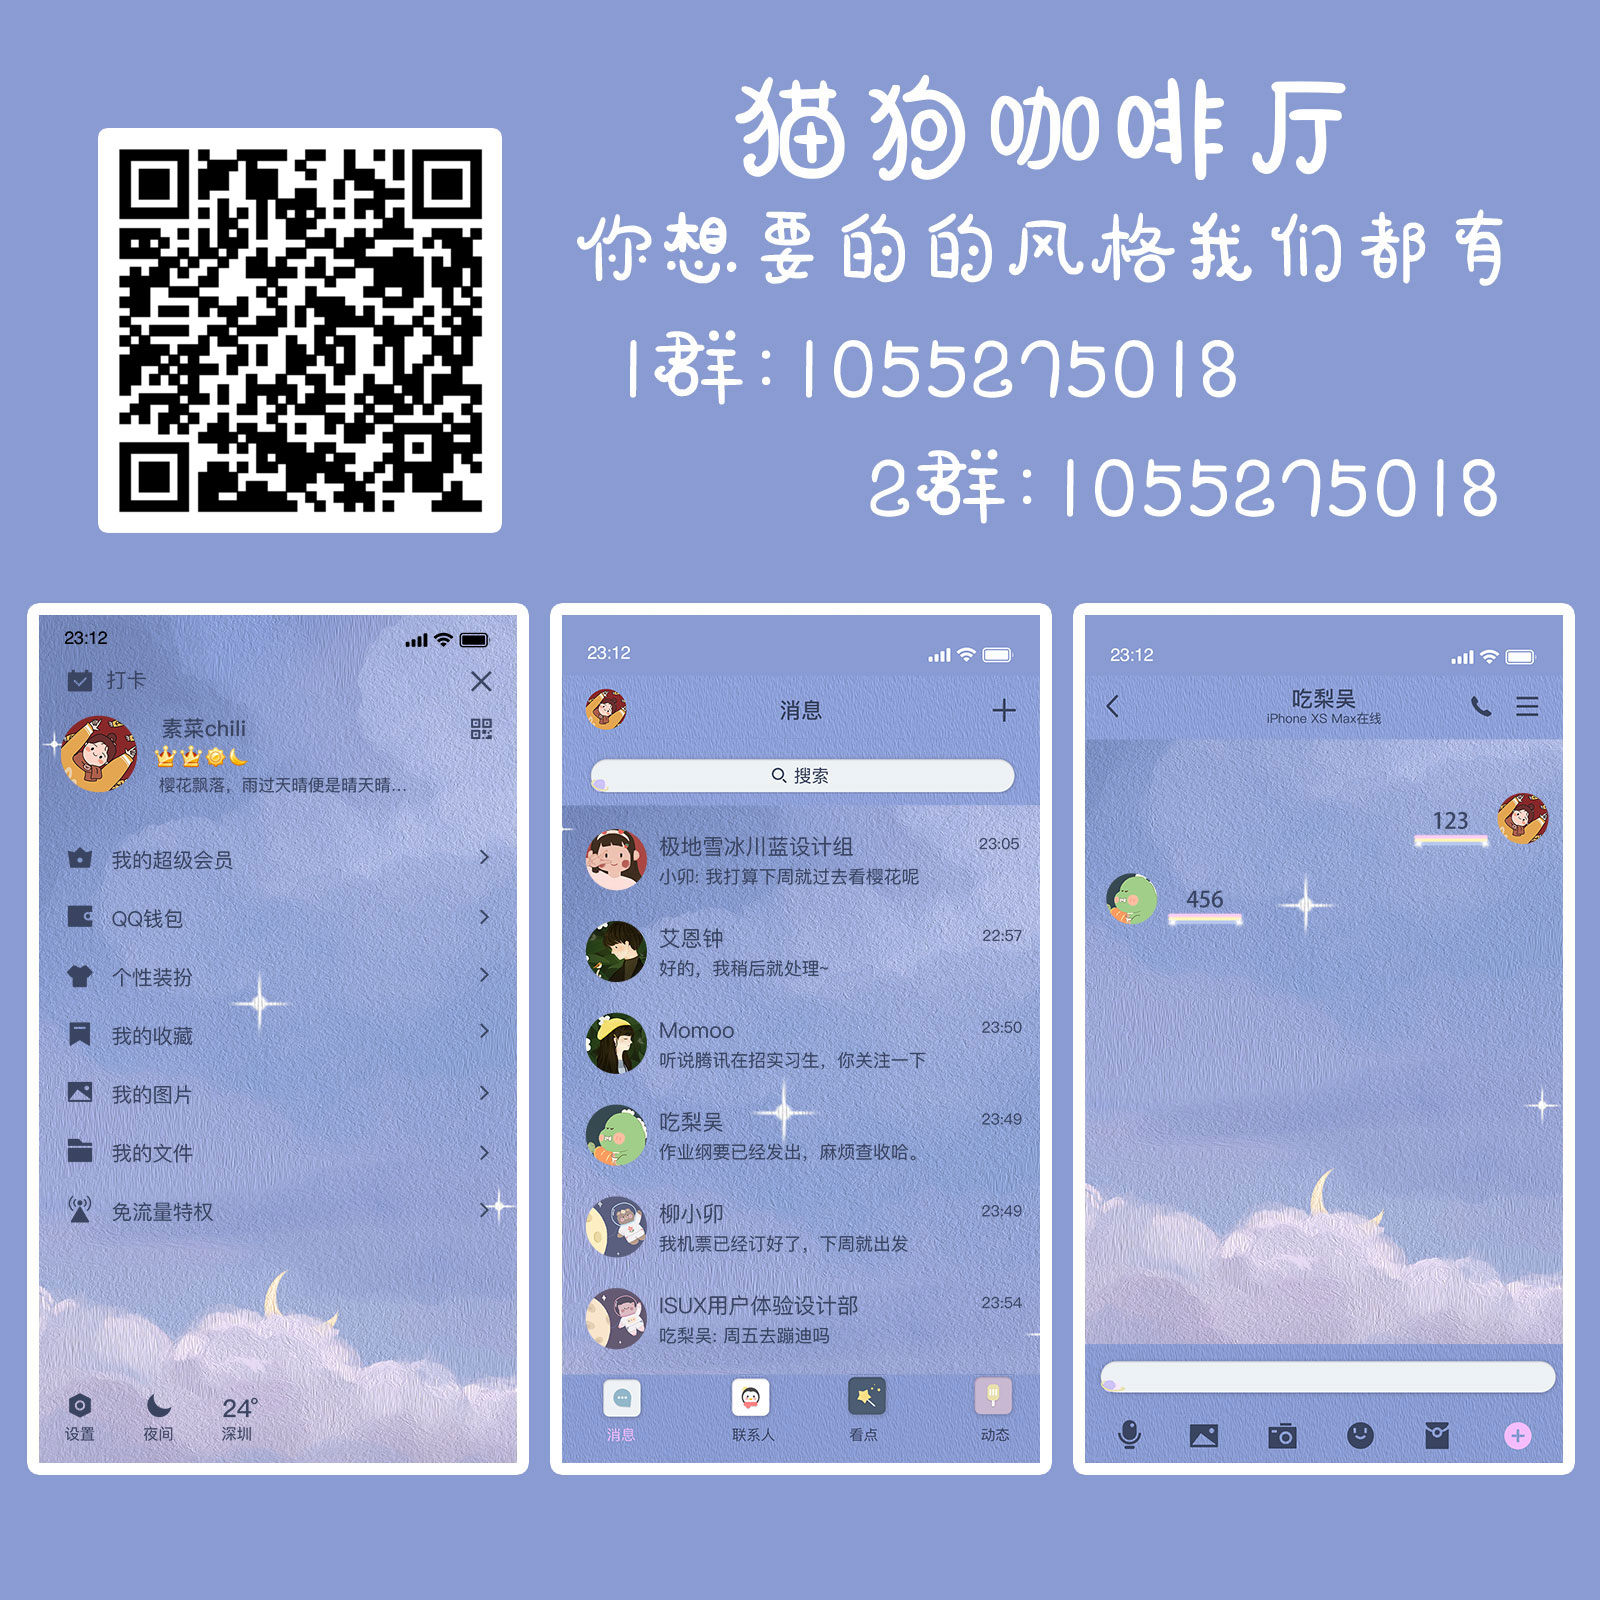 猫狗咖啡厅
你想要的的风格我们都有
1群:1055275018
2群:1055275018
23:12
打卡
素菜chili
樱花飘落，雨过天晴便是晴天晴...
我的超级会员
QQ钱包
个性装扮
我的收藏
我的图片
我的文件
免流量特权
24°
设置 夜间 深圳
23:12
消息
搜索
极地雪冰川蓝设计组 23:05
小卯: 我打算下周就过去看樱花呢
艾恩钟 22:57
好的，我稍后就处理~
Momoo 23:50
听说腾讯在招实习生，你关注一下
吃梨吴 23:49
作业纲要已经发出，麻烦查收哈。
柳小卯 23:49
我机票已经订好了，下周就出发
ISUX用户体验设计部 23:54
吃梨吴: 周五去蹦迪吗
消息 联系人 看点 动态
23:12
吃梨吴
iPhone XS Max在线
123
456